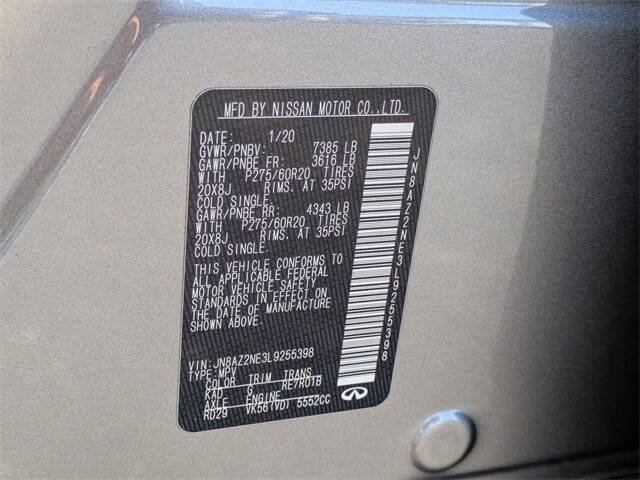 MFD BY NISSAN MOTOR CO.,LTD.
DATE: 1/20
GVWR/PNBV: 7385 LB
GAWR/PNBE FR: 3616 LB
WITH P275/60R20 TIRES
20X8J RIMS. AT 35PSI
COLD SINGLE.
GAWR/PNBE RR: 4343 LB
WITH P275/60R20 TIRES
20X8J RIMS. AT 35PSI
COLD SINGLE.
THIS VEHICLE CONFORMS TO
ALL APPLICABLE FEDERAL
MOTOR VEHICLE SAFETY
STANDARDS IN EFFECT ON
THE DATE OF MANUFACTURE
SHOWN ABOVE.
VIN: JN8AZ2NE3L9255398
TYPE: MPV
COLOR TRIM TRANS
KAD G RE7R01B
AXLE ENGINE
RD29 VK56(VD) 5552CC
JN8AZ2NE3L9255398